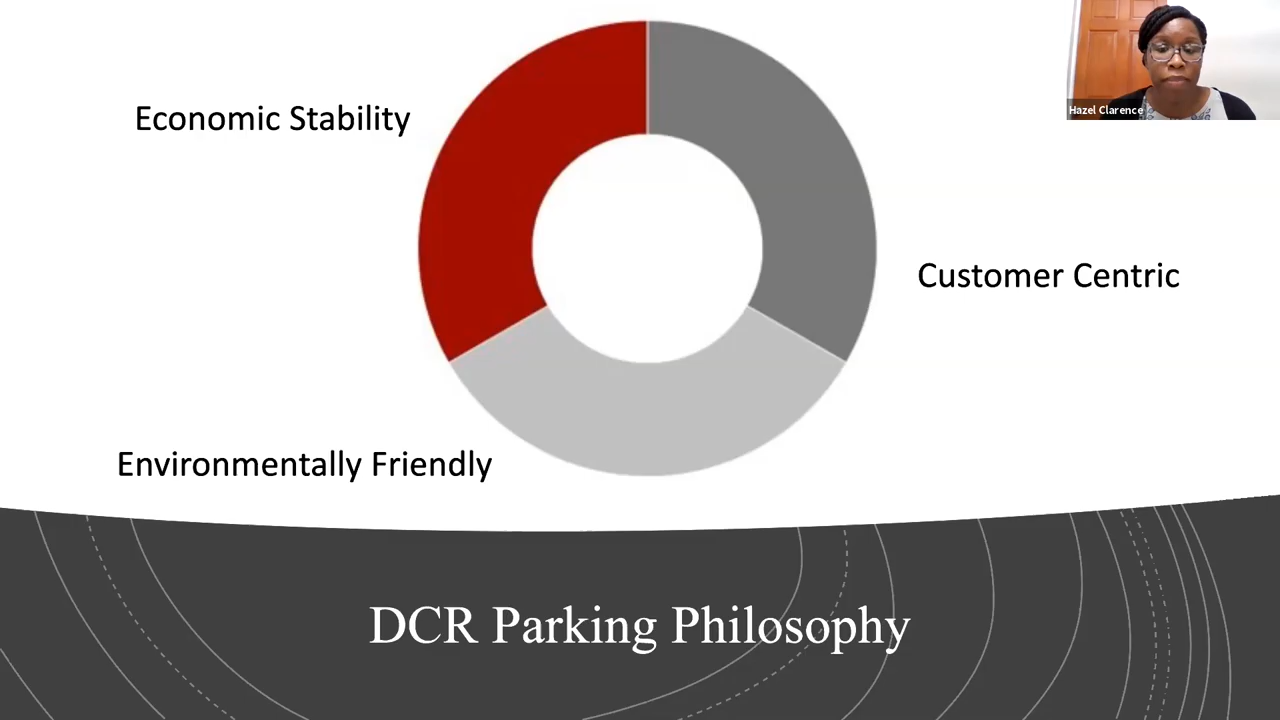 Economic Stability
Hazel Clarence
Customer Centric
Environmentally Friendly
DCR Parking Philosophy